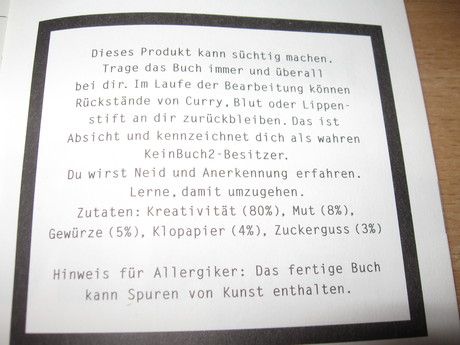 Dieses Produkt kann süchtig machen.
Trage das Buch immer und überall
bei dir. Im Laufe der Bearbeitung können
Rückstände von Curry, Blut oder Lippen-
stift an dir zurückbleiben. Das ist
Absicht und kennzeichnet dich als wahren
KeinBuch2-Besitzer.
Du wirst Neid und Anerkennung erfahren.
Lerne, damit umzugehen.
Zutaten: Kreativität (80%), Mut (8%),
Gewürze (5%), Klopapier (4%), Zuckerguss (3%)
Hinweis für Allergiker: Das fertige Buch
kann Spuren von Kunst enthalten.